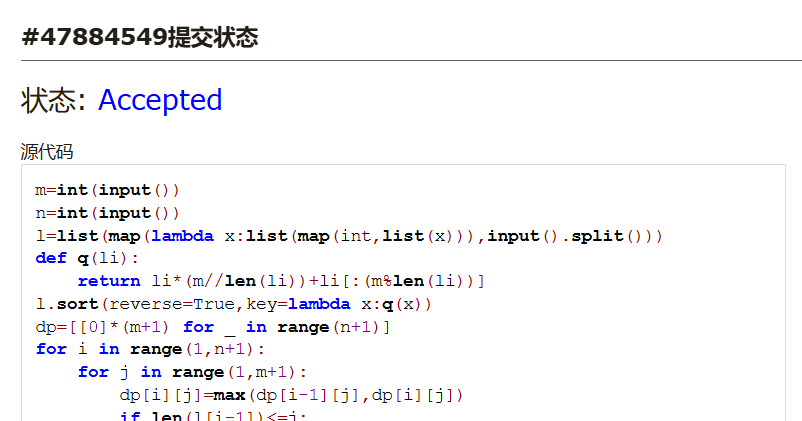 #47884549提交状态
状态: Accepted
源代码
m=int(input())
n=int(input())
l=list(map(lambda x:list(map(int,list(x))),input().split()))
def q(li):
    return li*(m//len(li))+li[:(m%len(li))]
l.sort(reverse=True,key=lambda x:q(x))
dp=[[0]*(m+1) for _ in range(n+1)]
for i in range(1,n+1):
    for j in range(1,m+1):
        dp[i][j]=max(dp[i-1][j],dp[i][j])
        if len(l[i-1])<=j: